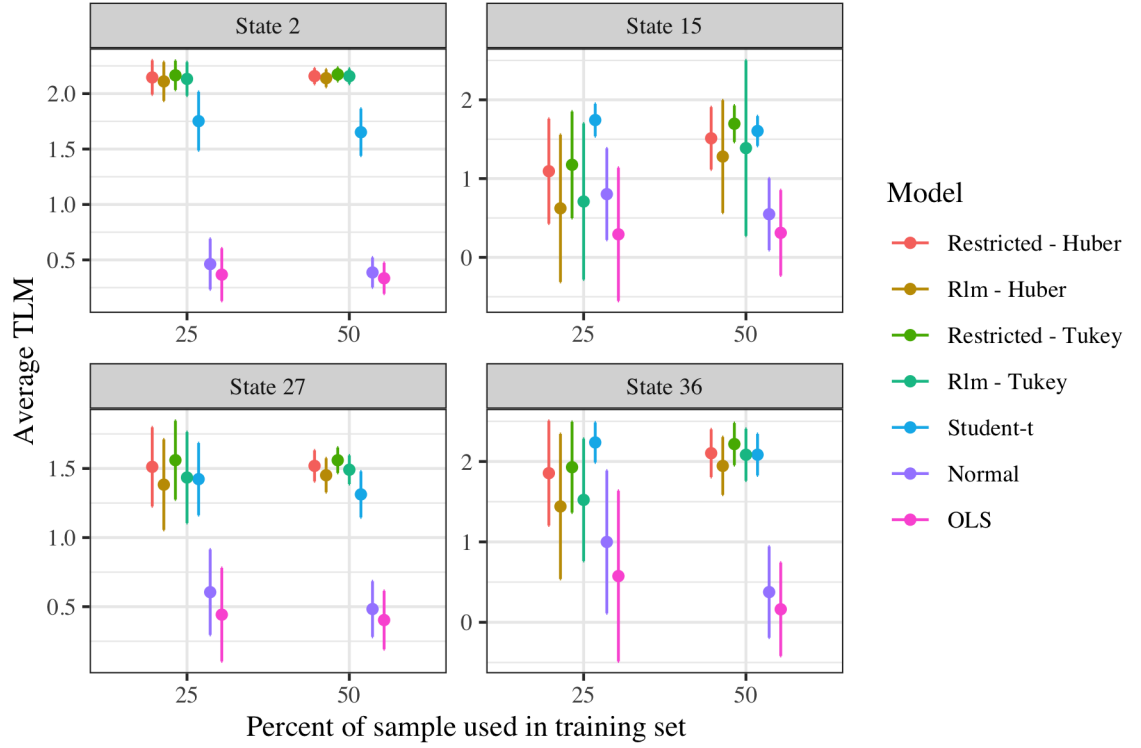 State 2
State 15
2.0
1.5
1.0
0.5
2
1
0
25
50
25
50
State 27
State 36
1.5
1.0
0.5
2
1
0
25
50
25
50
Average TLM
Percent of sample used in training set
Model
Restricted - Huber
Rlm - Huber
Restricted - Tukey
Rlm - Tukey
Student-t
Normal
OLS